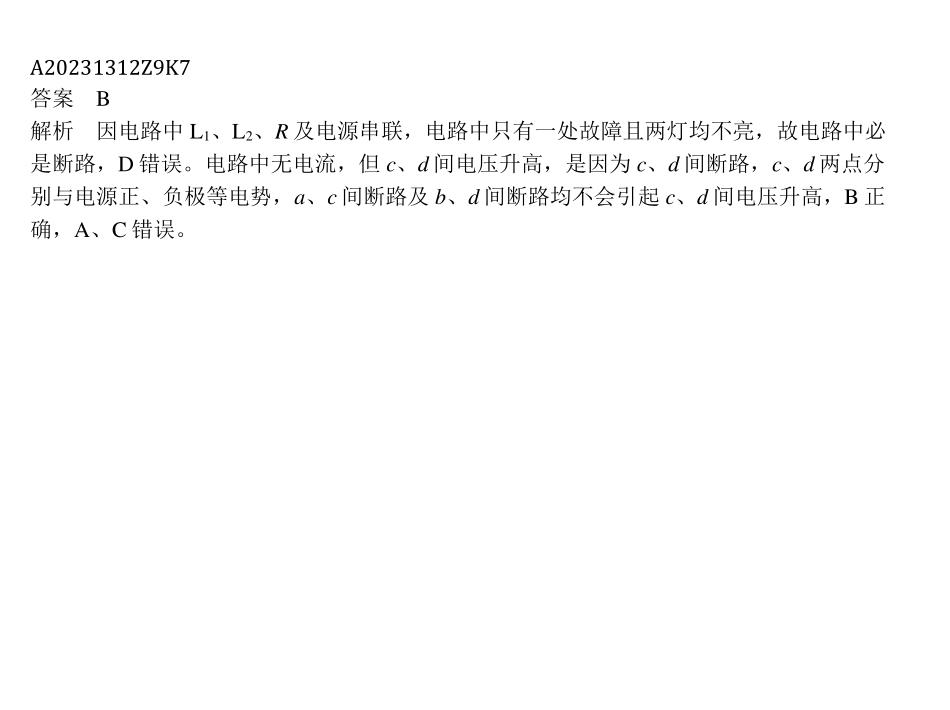 A20231312Z9K7
答案　B
解析　因电路中 L₁、L₂、R 及电源串联，电路中只有一处故障且两灯均不亮，故电路中必
是断路，D 错误。电路中无电流，但 c、d 间电压升高，是因为 c、d 间断路，c、d 两点分
别与电源正、负极等电势，a、c 间断路及 b、d 间断路均不会引起 c、d 间电压升高，B 正
确，A、C 错误。